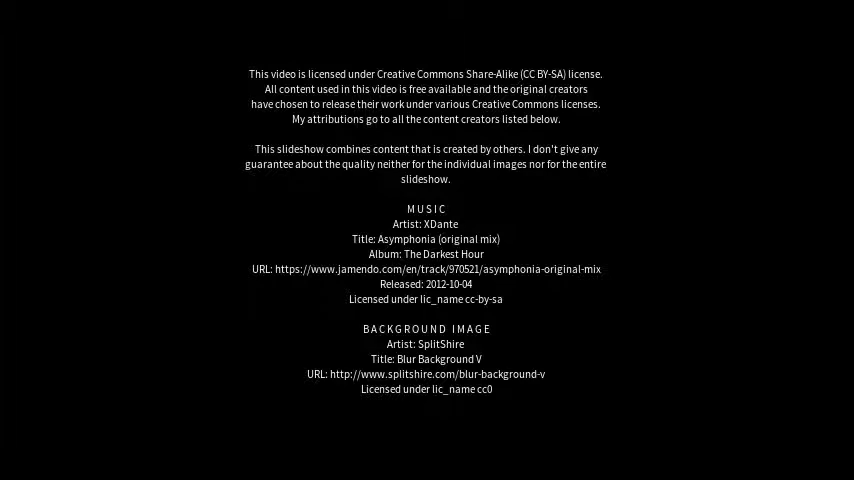 This video is licensed under Creative Commons Share-Alike (CC BY-SA) license.
All content used in this video is free available and the original creators
have chosen to release their work under various Creative Commons licenses.
My attributions go to all the content creators listed below.
This slideshow combines content that is created by others. I don't give any
guarantee about the quality neither for the individual images nor for the entire
slideshow.
MUSIC
Artist: XDante
Title: Asymphonia (original mix)
Album: The Darkest Hour
URL: https://www.jamendo.com/en/track/970521/asymphonia-original-mix
Released: 2012-10-04
Licensed under lic_name cc-by-sa
BACKGROUND IMAGE
Artist: SplitShire
Title: Blur Background V
URL: http://www.splitshire.com/blur-background-v
Licensed under lic_name cc0